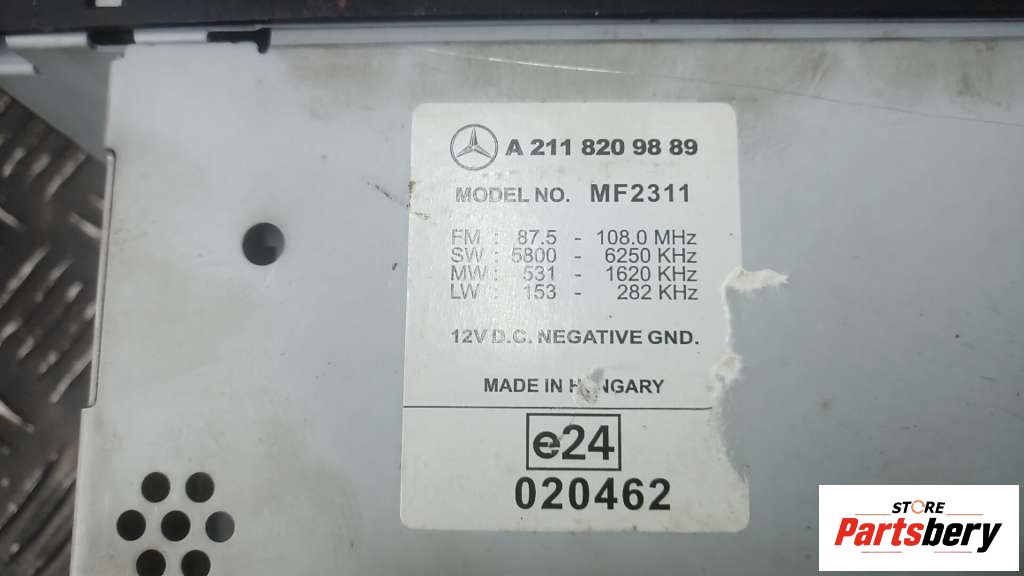 A 211 820 98 89
MODEL NO. MF2311
FM : 87.5 - 108.0 MHz
SW : 5800 - 6250 KHz
MW : 531 - 1620 KHz
LW : 153 - 282 KHz
12V D.C. NEGATIVE GND.
MADE IN HUNGARY
e24
020462
STORE
Partsbery